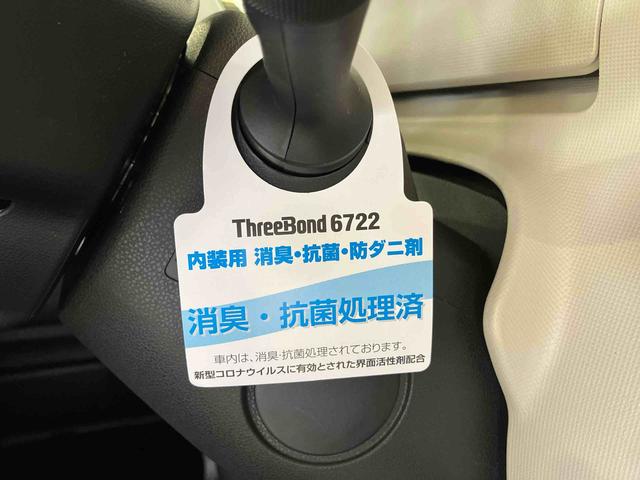 ThreeBond 6722
内装用 消臭・抗菌・防ダニ剤
消臭・抗菌処理済
車内は、消臭・抗菌処理されております。
新型コロナウイルスに有効とされた界面活性剤配合